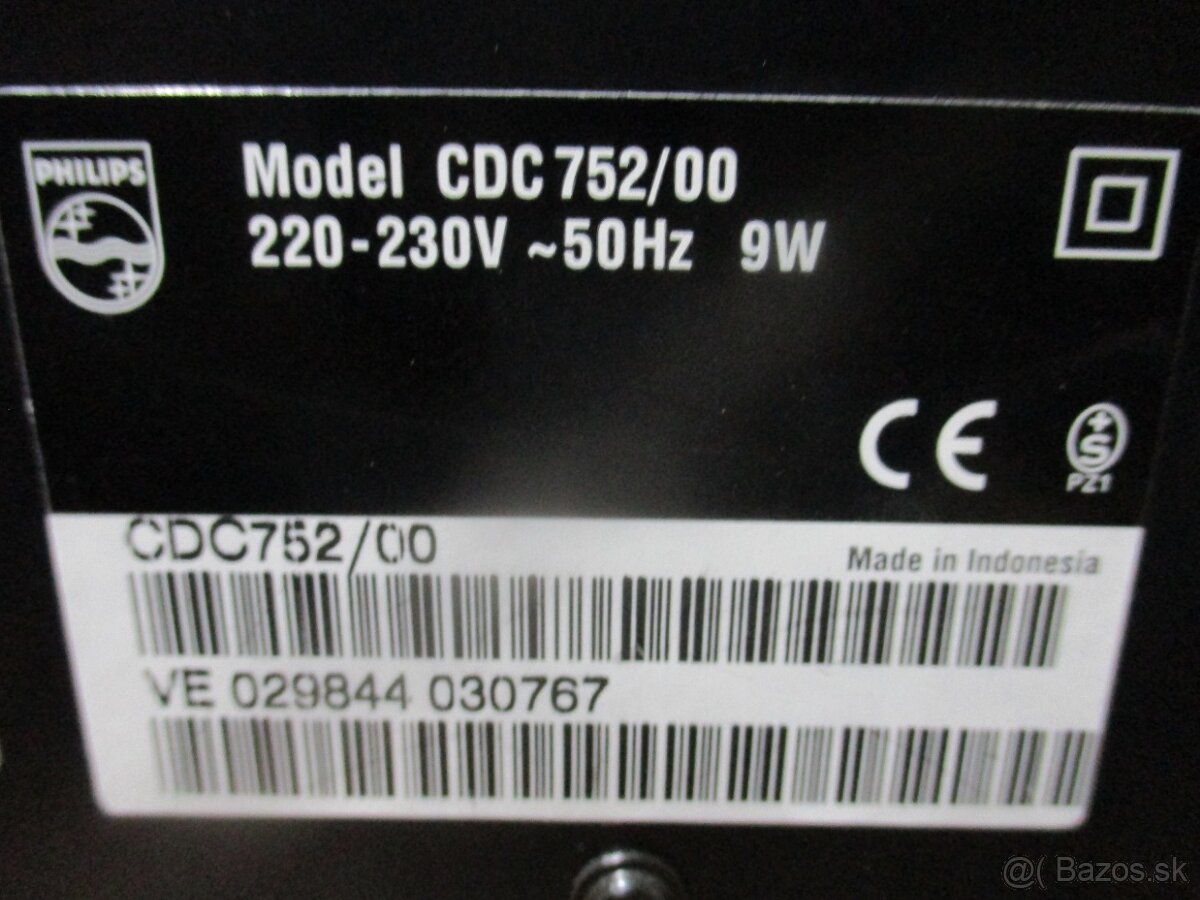 PHILIPS
Model CDC 752/00
220-230V ~50Hz 9W
CE
+
S
PZ1
CDC752/00
Made in Indonesia
VE 029844 030767
@( Bazos.sk